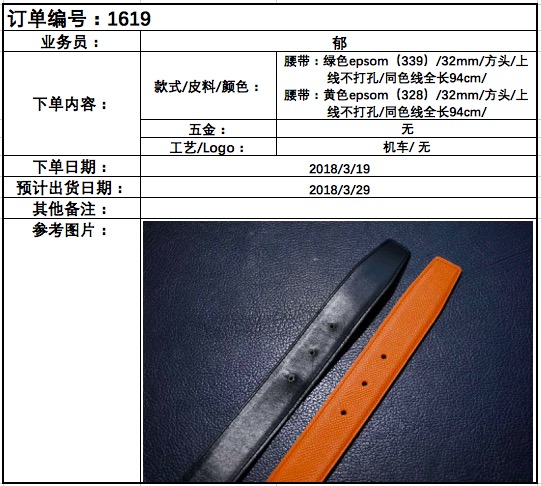 订单编号：1619
业务员： 郁
下单内容：
款式/皮料/颜色：
腰带：绿色epsom（339）/32mm/方头/上
线不打孔/同色线全长94cm/
腰带：黄色epsom（328）/32mm/方头/上
线不打孔/同色线全长94cm/
五金： 无
工艺/Logo： 机车/ 无
下单日期： 2018/3/19
预计出货日期： 2018/3/29
其他备注：
参考图片：